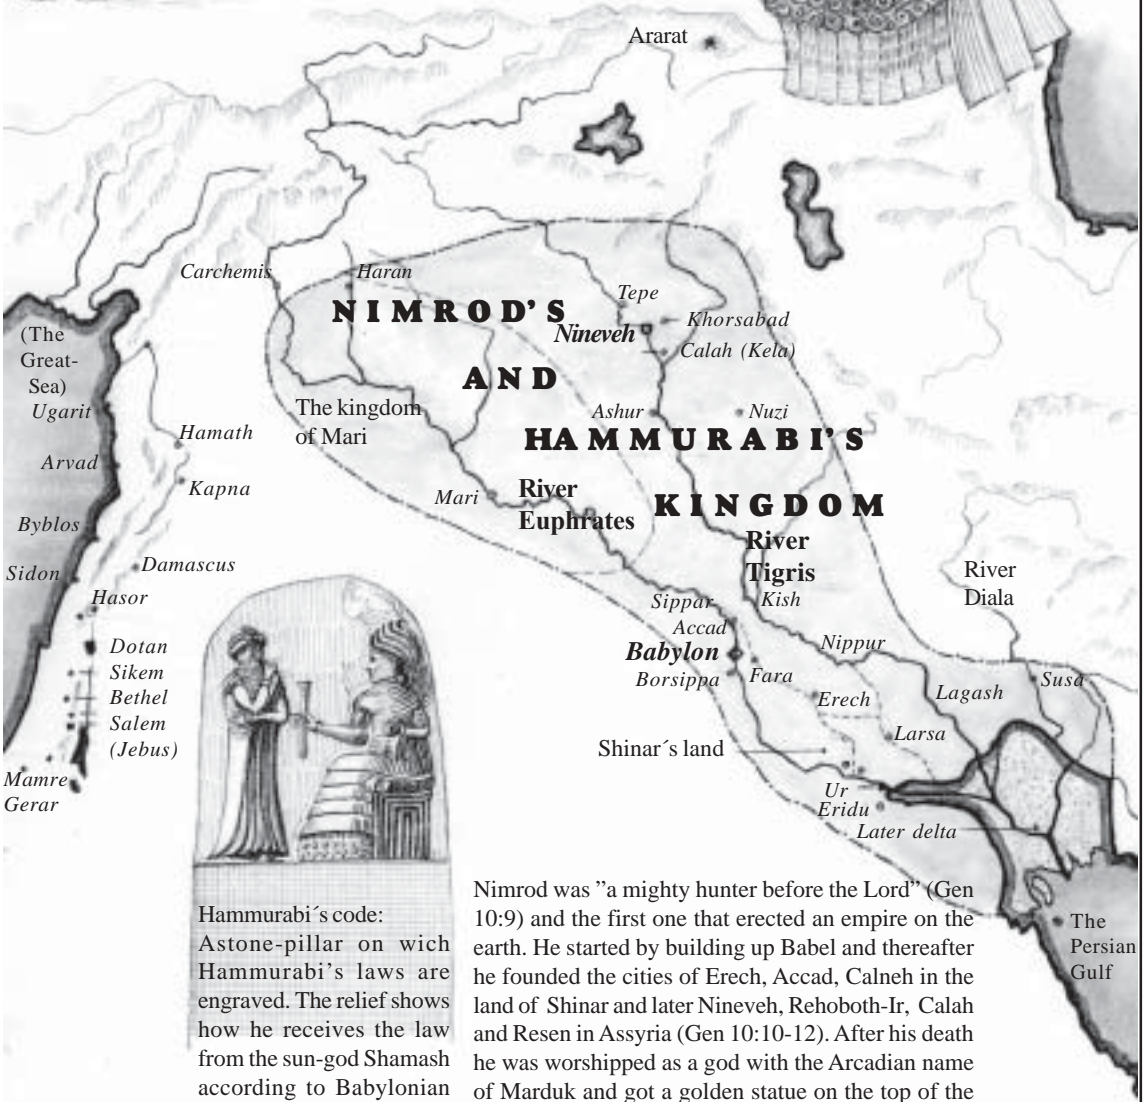 Ararat
Carchemis
Haran
NIMROD’S
Tepe
Khorsabad
Nineveh
Calah (Kela)
(The
Great-
Sea)
AND
Ugarit
The kingdom
of Mari
Ashur
Nuzi
Hamath
HAMMURABI’S
Arvad
Kapna
Mari
River
Euphrates
KINGDOM
Byblos
River
Tigris
Sidon
Damascus
River
Diala
Hasor
Sippar
Kish
Accad
Nippur
Dotan
Sikem
Bethel
Salem
(Jebus)
Babylon
Borsippa
Fara
Erech
Lagash
Susa
Larsa
Shinar´s land
Mamre
Gerar
Ur
Eridu
Later delta
The
Persian
Gulf
Hammurabi´s code:
Astone-pillar on wich
Hammurabi’s laws are
engraved. The relief shows
how he receives the law
from the sun-god Shamash
according to Babylonian
Nimrod was ”a mighty hunter before the Lord” (Gen
10:9) and the first one that erected an empire on the
earth. He started by building up Babel and thereafter
he founded the cities of Erech, Accad, Calneh in the
land of Shinar and later Nineveh, Rehoboth-Ir, Calah
and Resen in Assyria (Gen 10:10-12). After his death
he was worshipped as a god with the Arcadian name
of Marduk and got a golden statue on the top of the